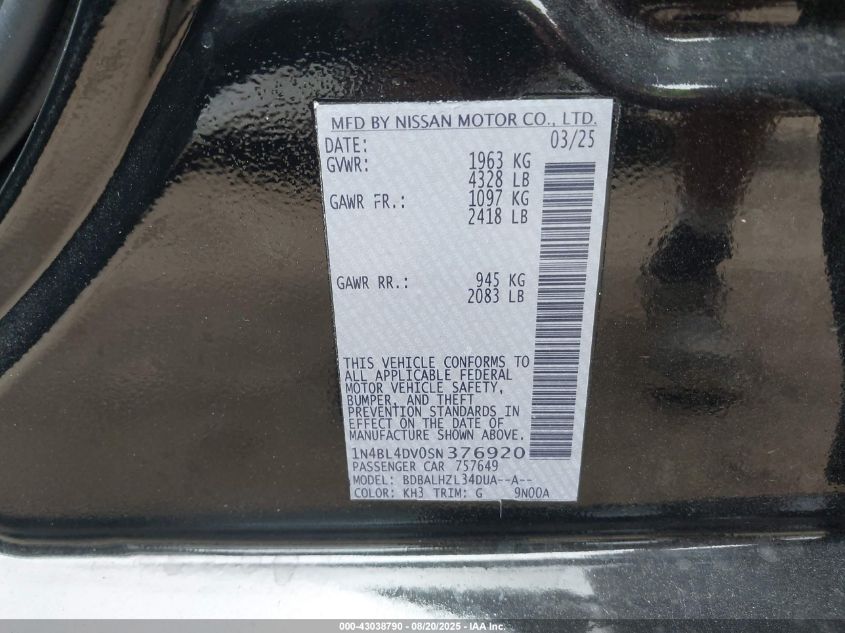 MFD BY NISSAN MOTOR CO., LTD.
DATE: 03/25
GVWR: 1963 KG
4328 LB
GAWR FR.: 1097 KG
2418 LB
GAWR RR.: 945 KG
2083 LB
THIS VEHICLE CONFORMS TO
ALL APPLICABLE FEDERAL
MOTOR VEHICLE SAFETY,
BUMPER, AND THEFT
PREVENTION STANDARDS IN
EFFECT ON THE DATE OF
MANUFACTURE SHOWN ABOVE.
1N4BL4DV0SN376920
PASSENGER CAR 757649
MODEL: BDBALHZL34DUA--A--
COLOR: KH3 TRIM: G 9N00A
000-43038790 - 08/20/2025 - IAA Inc.